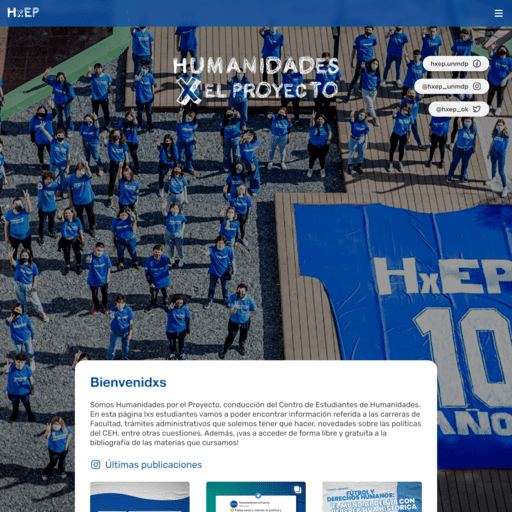 HxEP
HUMANIDADES
X EL PROYECTO
hxep.unmdp
@hxep_unmdp
@hxep_ok
HxEP
10
AÑOS
Bienvenidxs
Somos Humanidades por el Proyecto, conducción del Centro de Estudiantes de Humanidades.
En esta página lxs estudiantes vamos a poder encontrar información referida a las carreras de
Facultad, trámites administrativos que solemos tener que hacer, novedades sobre las políticas
del CEH, entre otras cuestiones. Además, ¡vas a acceder de forma libre y gratuita a la
bibliografía de las materias que cursamos!
Últimas publicaciones
FÚTBOL Y
DERECHOS HUMANOS: